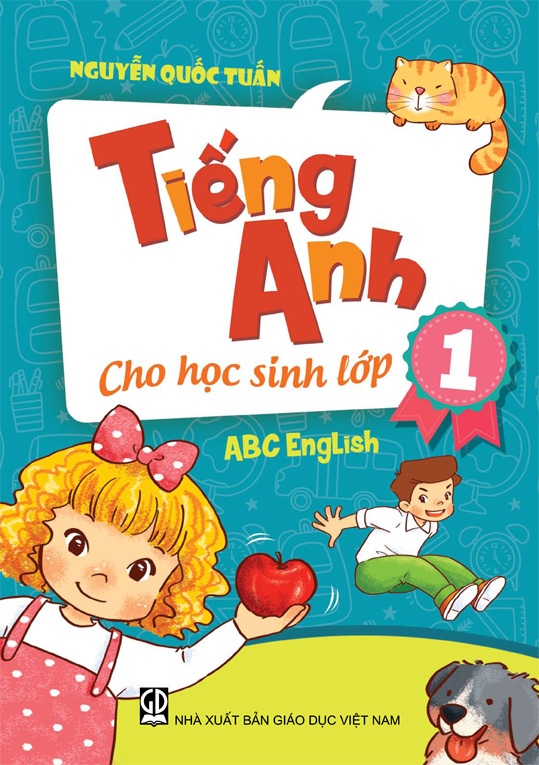 NGUYỄN QUỐC TUẤN
Tiếng
Anh
Cho học sinh lớp 1
ABC English
GD
NHÀ XUẤT BẢN GIÁO DỤC VIỆT NAM